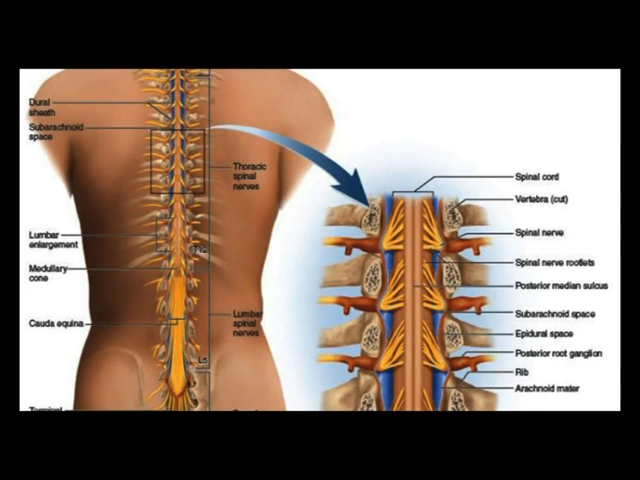 Dural
sheath
Subarachnoid
space
Thoracic
spinal
nerves
Lumbar
enlargement
Medullary
cone
Cauda equina
Lumbar
spinal
nerves
L5
Spinal cord
Vertebra (cut)
Spinal nerve
Spinal nerve rootlets
Posterior median sulcus
Subarachnoid space
Epidural space
Posterior root ganglion
Rib
Arachnoid mater